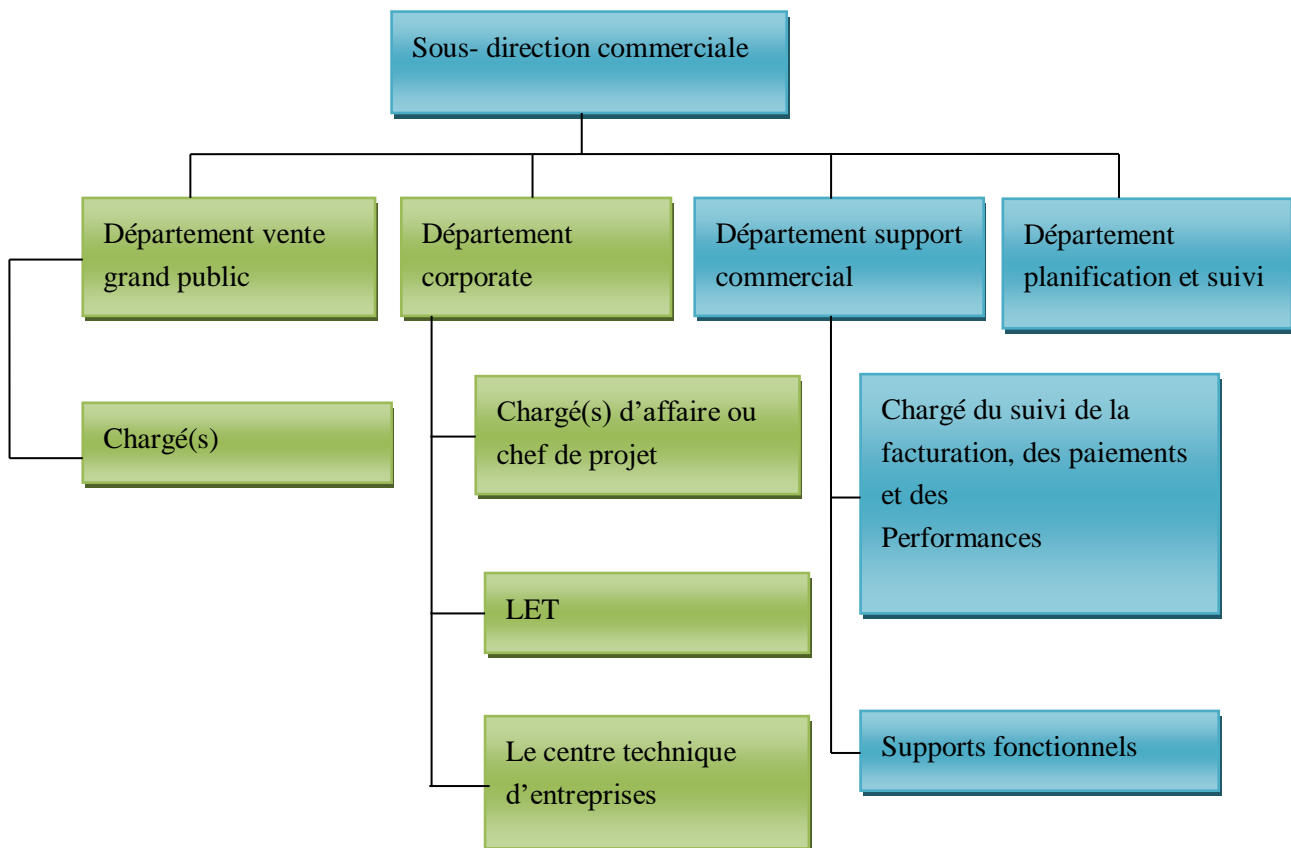 Sous- direction commerciale
Département vente
grand public
Département
corporate
Département support
commercial
Département
planification et suivi
Chargé(s)
Chargé(s) d’affaire ou
chef de projet
LET
Le centre technique
d’entreprises
Chargé du suivi de la
facturation, des paiements
et des
Performances
Supports fonctionnels